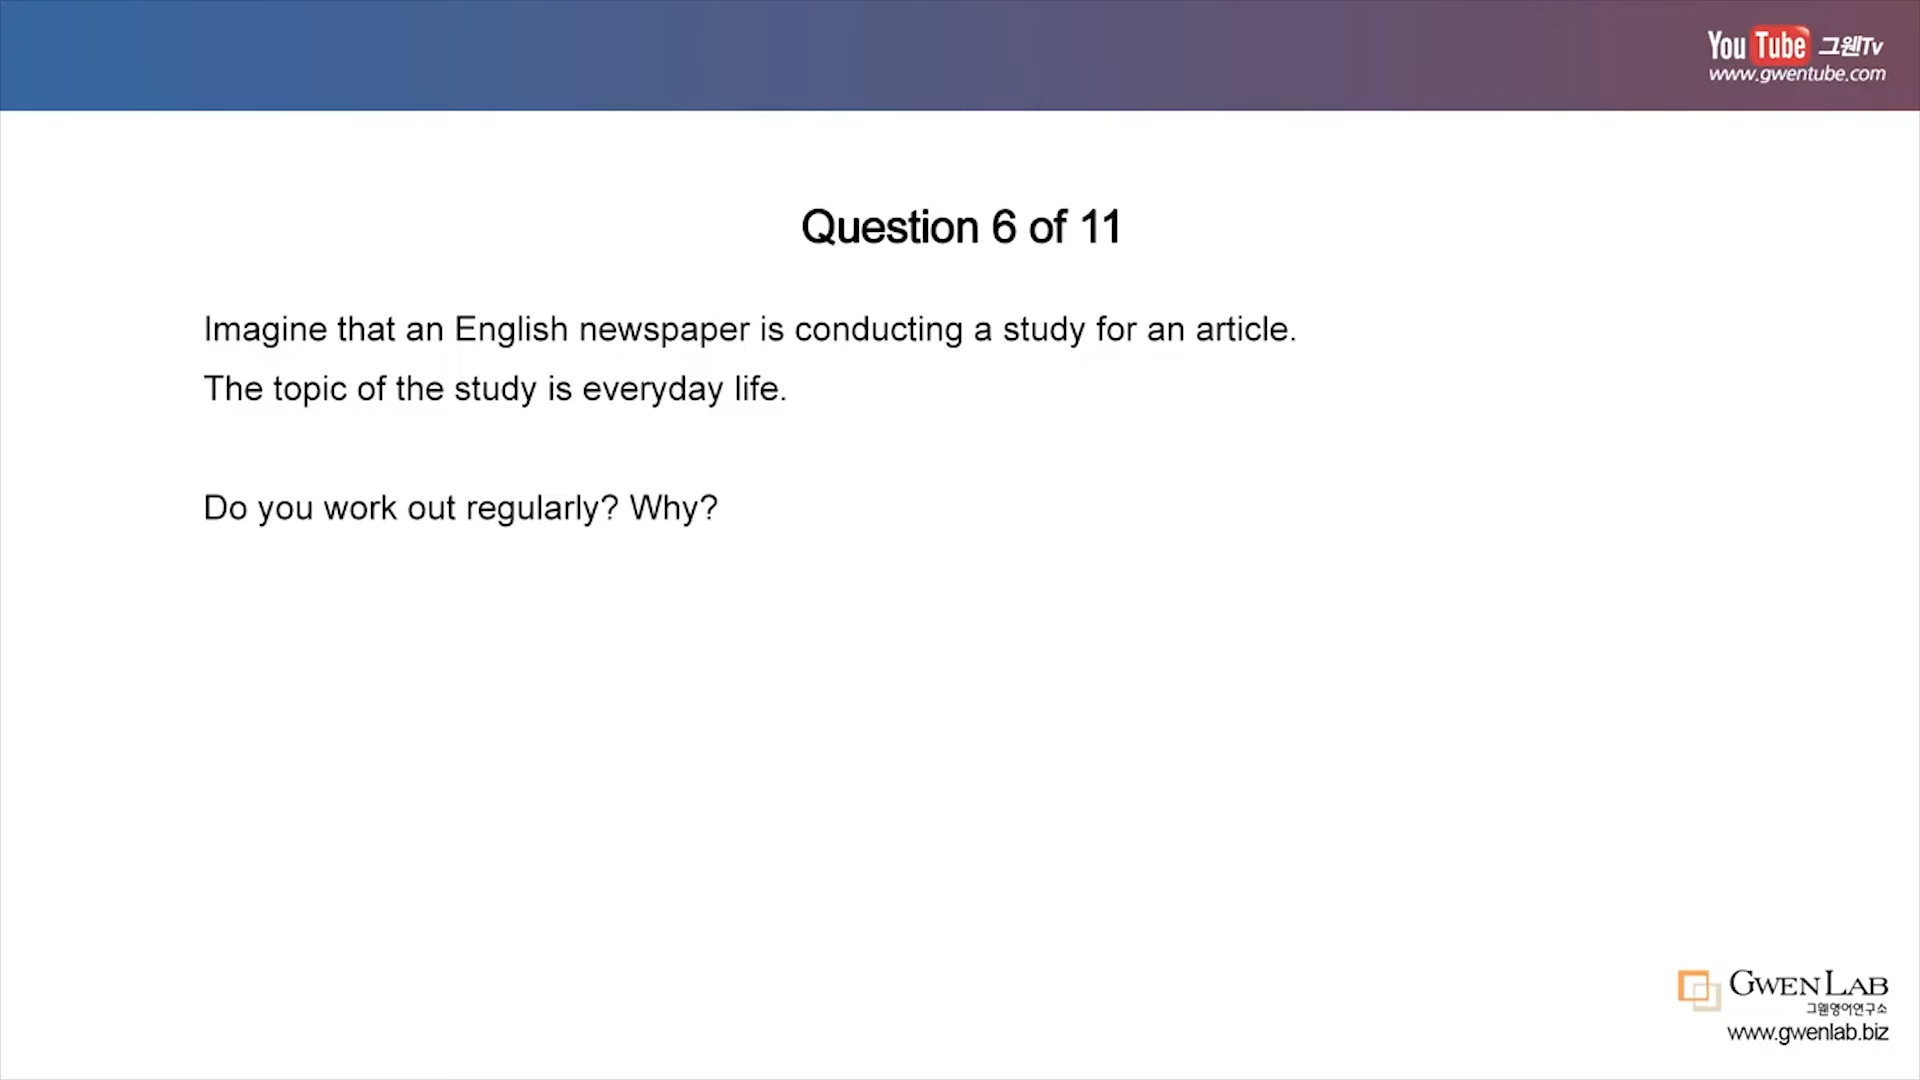 You Tube 그웬Tv
www.gwentube.com
Question 6 of 11
Imagine that an English newspaper is conducting a study for an article.
The topic of the study is everyday life.
Do you work out regularly? Why?
GWENLAB
그웬영어연구소
www.gwenlab.biz